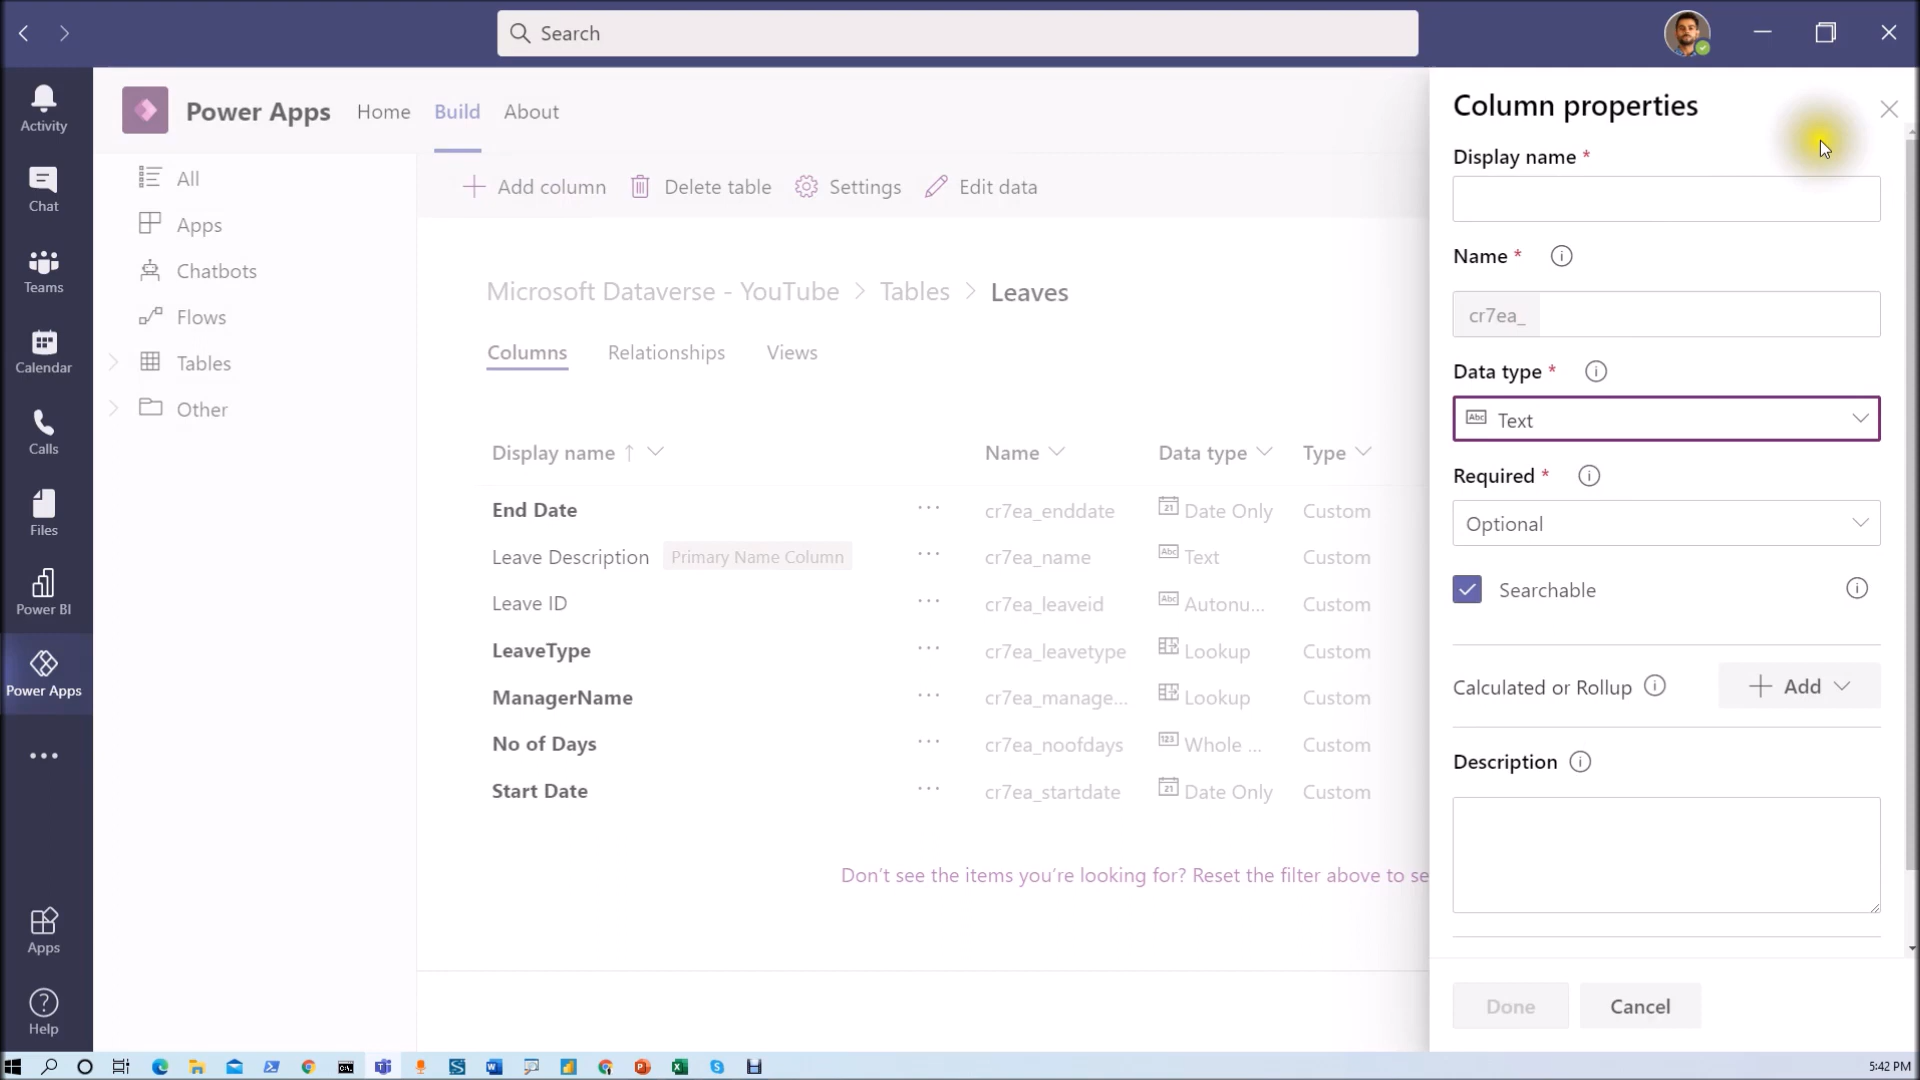 Search
Activity
Chat
Teams
Calendar
Calls
Files
Power BI
Power Apps
Apps
Help
Power Apps Home Build About
All
Apps
Chatbots
Flows
Tables
Other
Add column Delete table Settings Edit data
Microsoft Dataverse - YouTube > Tables > Leaves
Columns Relationships Views
Display name ↑ Name Data type Type
End Date ... cr7ea_enddate 21 Date Only Custom
Leave Description Primary Name Column ... cr7ea_name Abc Text Custom
Leave ID ... cr7ea_leaveid Abc Autonu... Custom
LeaveType ... cr7ea_leavetype Lookup Custom
ManagerName ... cr7ea_manage... Lookup Custom
No of Days ... cr7ea_noofdays 123 Whole ... Custom
Start Date ... cr7ea_startdate 21 Date Only Custom
Don't see the items you're looking for? Reset the filter above to se
Column properties
Display name *
Name *
cr7ea_
Data type *
Abc Text
Required *
Optional
Searchable
Calculated or Rollup + Add
Description
Done Cancel
5:42 PM